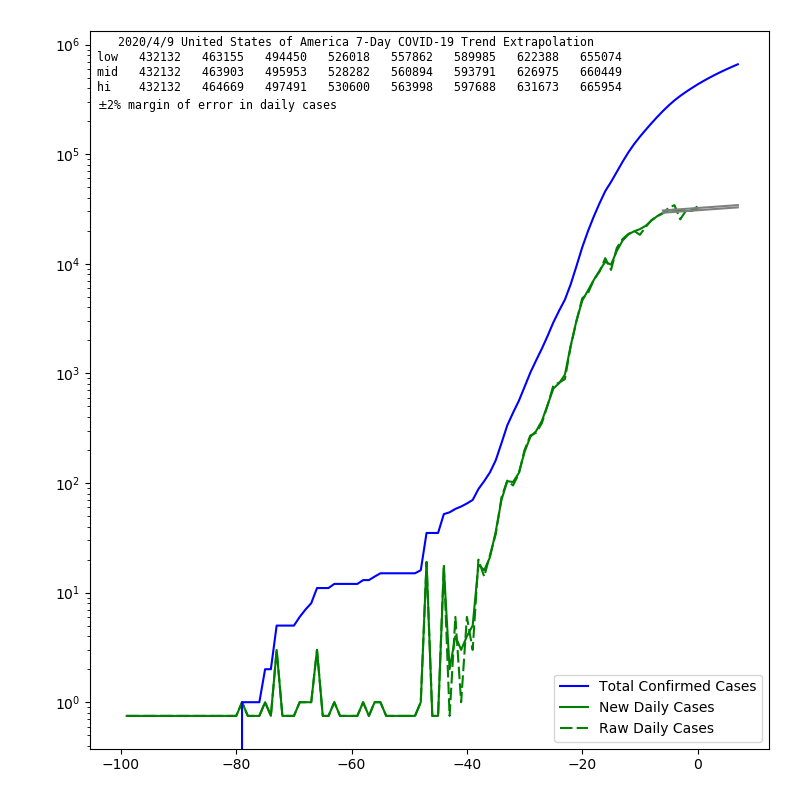 2020/4/9 United States of America 7-Day COVID-19 Trend Extrapolation
low 432132 463155 494450 526018 557862 589985 622388 655074
mid 432132 463903 495953 528282 560894 593791 626975 660449
hi 432132 464669 497491 530600 563998 597688 631673 665954
±2% margin of error in daily cases
10⁶
10⁵
10⁴
10³
10²
10¹
10⁰
Total Confirmed Cases
New Daily Cases
Raw Daily Cases
−100 −80 −60 −40 −20 0